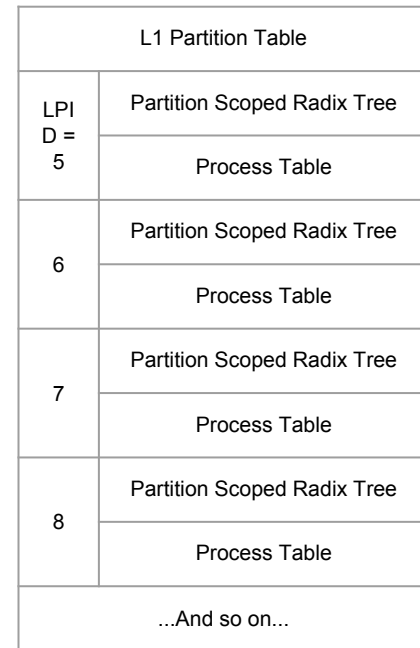 L1 Partition Table
LPI
D =
5
Partition Scoped Radix Tree
Process Table
6
Partition Scoped Radix Tree
Process Table
7
Partition Scoped Radix Tree
Process Table
8
Partition Scoped Radix Tree
Process Table
...And so on...